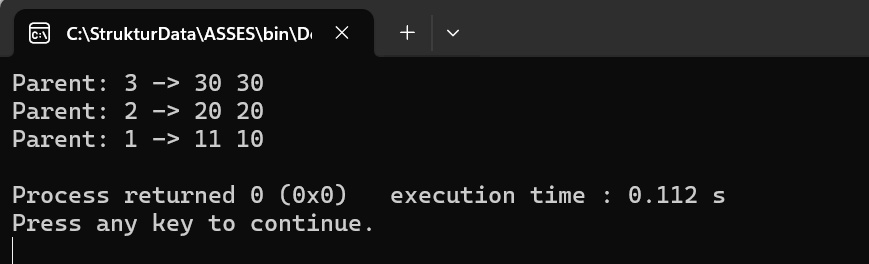 C:\StrukturData\ASSES\bin\D
Parent: 3 -> 30 30
Parent: 2 -> 20 20
Parent: 1 -> 11 10
Process returned 0 (0x0)   execution time : 0.112 s
Press any key to continue.